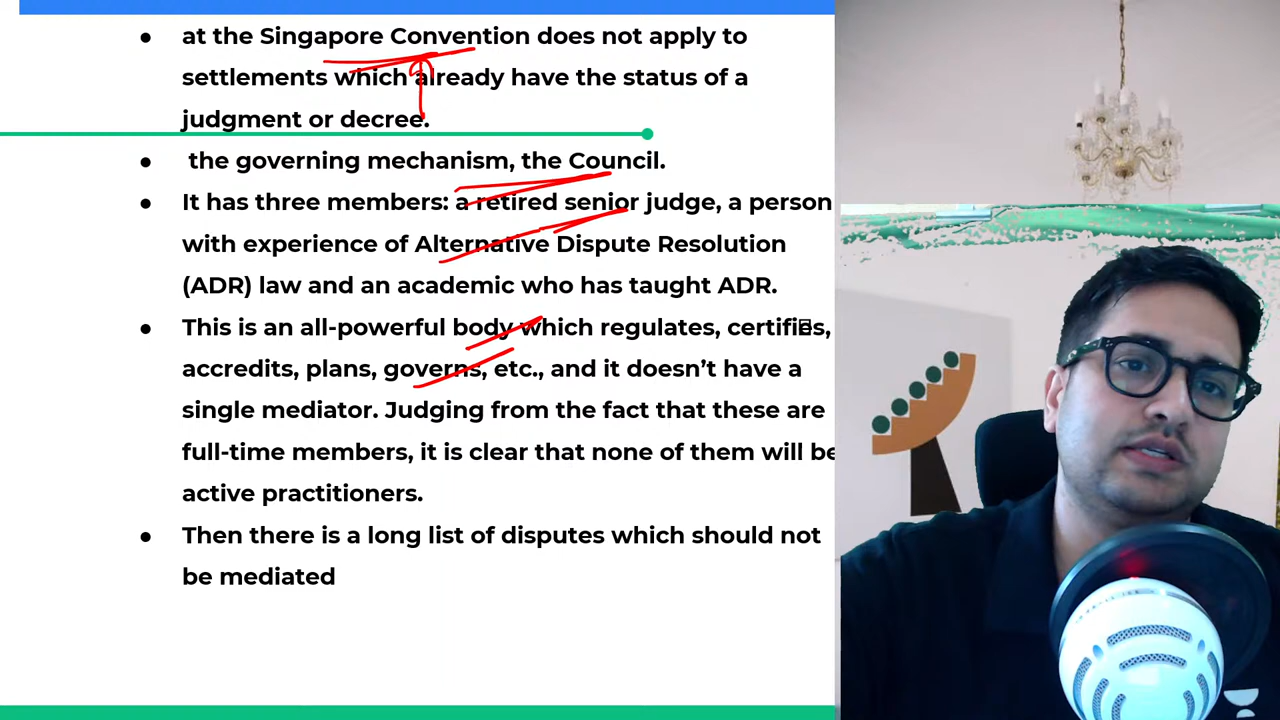 ● at the Singapore Convention does not apply to
settlements which already have the status of a
judgment or decree.
● the governing mechanism, the Council.
● It has three members: a retired senior judge, a person
with experience of Alternative Dispute Resolution
(ADR) law and an academic who has taught ADR.
● This is an all-powerful body which regulates, certifies,
accredits, plans, governs, etc., and it doesn’t have a
single mediator. Judging from the fact that these are
full-time members, it is clear that none of them will be
active practitioners.
● Then there is a long list of disputes which should not
be mediated